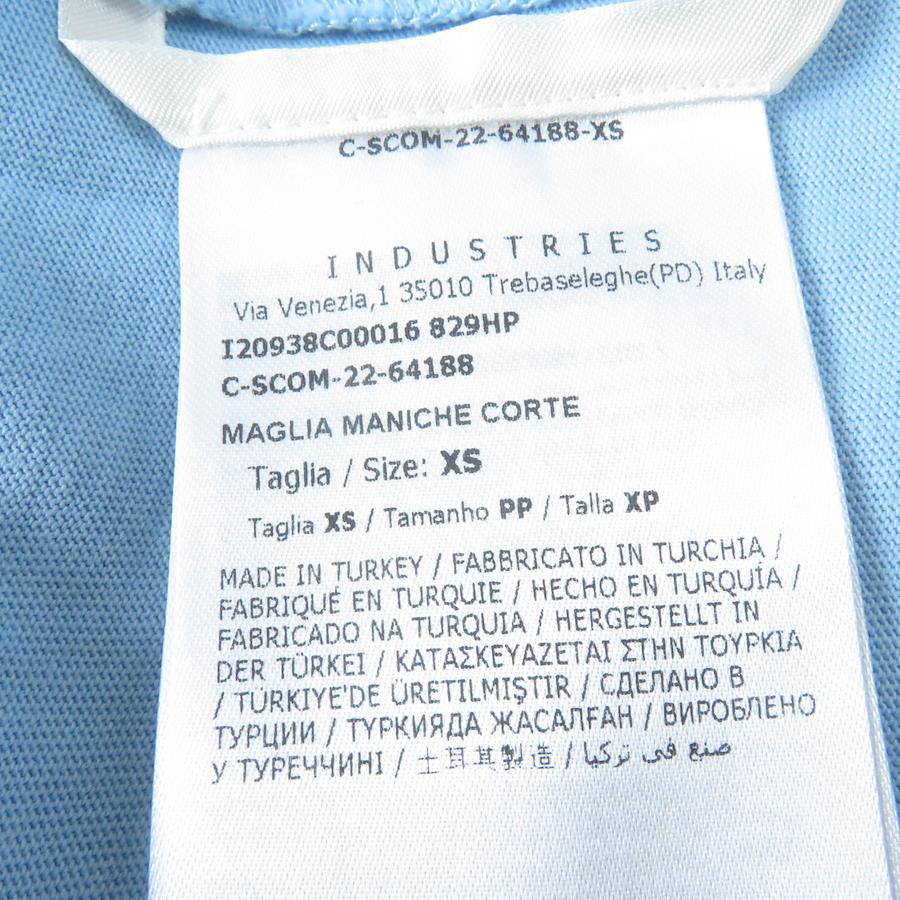 C-SCOM-22-64188-XS
INDUSTRIES
Via Venezia,1 35010 Trebaseleghe(PD) Italy
I20938C00016 829HP
C-SCOM-22-64188
MAGLIA MANICHE CORTE
Taglia / Size: XS
Taglia XS / Tamanho PP / Talla XP
MADE IN TURKEY / FABBRICATO IN TURCHIA /
FABRIQUÉ EN TURQUIE / HECHO EN TURQUÍA /
FABRICADO NA TURQUIA / HERGESTELLT IN
DER TÜRKEI / ΚΑΤΑΣΚΕΥΑΖΕΤΑΙ ΣΤΗΝ ΤΟΥΡΚΙΑ
/ TÜRKIYE'DE ÜRETILMIŞTIR / СДЕЛАНО В
ТУРЦИИ / ТҮРКИЯДА ЖАСАЛҒАН / ВИРОБЛЕНО
У ТУРЕЧЧИНІ / 土耳其製造 / صنع في تركيا